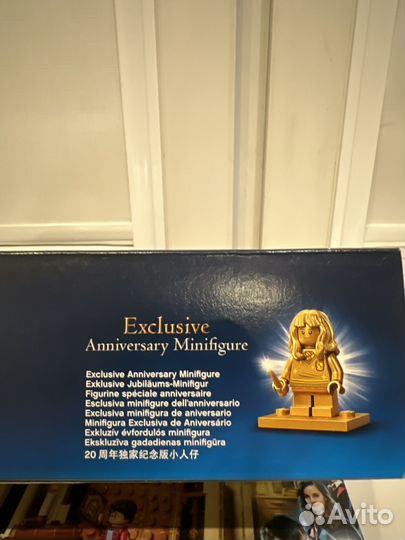 Exclusive
Anniversary Minifigure
Exclusive Anniversary Minifigure
Exklusive Jubiläums-Minifigur
Figurine spéciale anniversaire
Esclusiva minifigure dell'anniversario
Exclusiva minifigura de aniversario
Minifigura Exclusiva de Aniversário
Exkluzív évfordulós minifigura
Ekskluzīva gadadienas minifigūra
20 周年独家纪念版小人仔
Avito